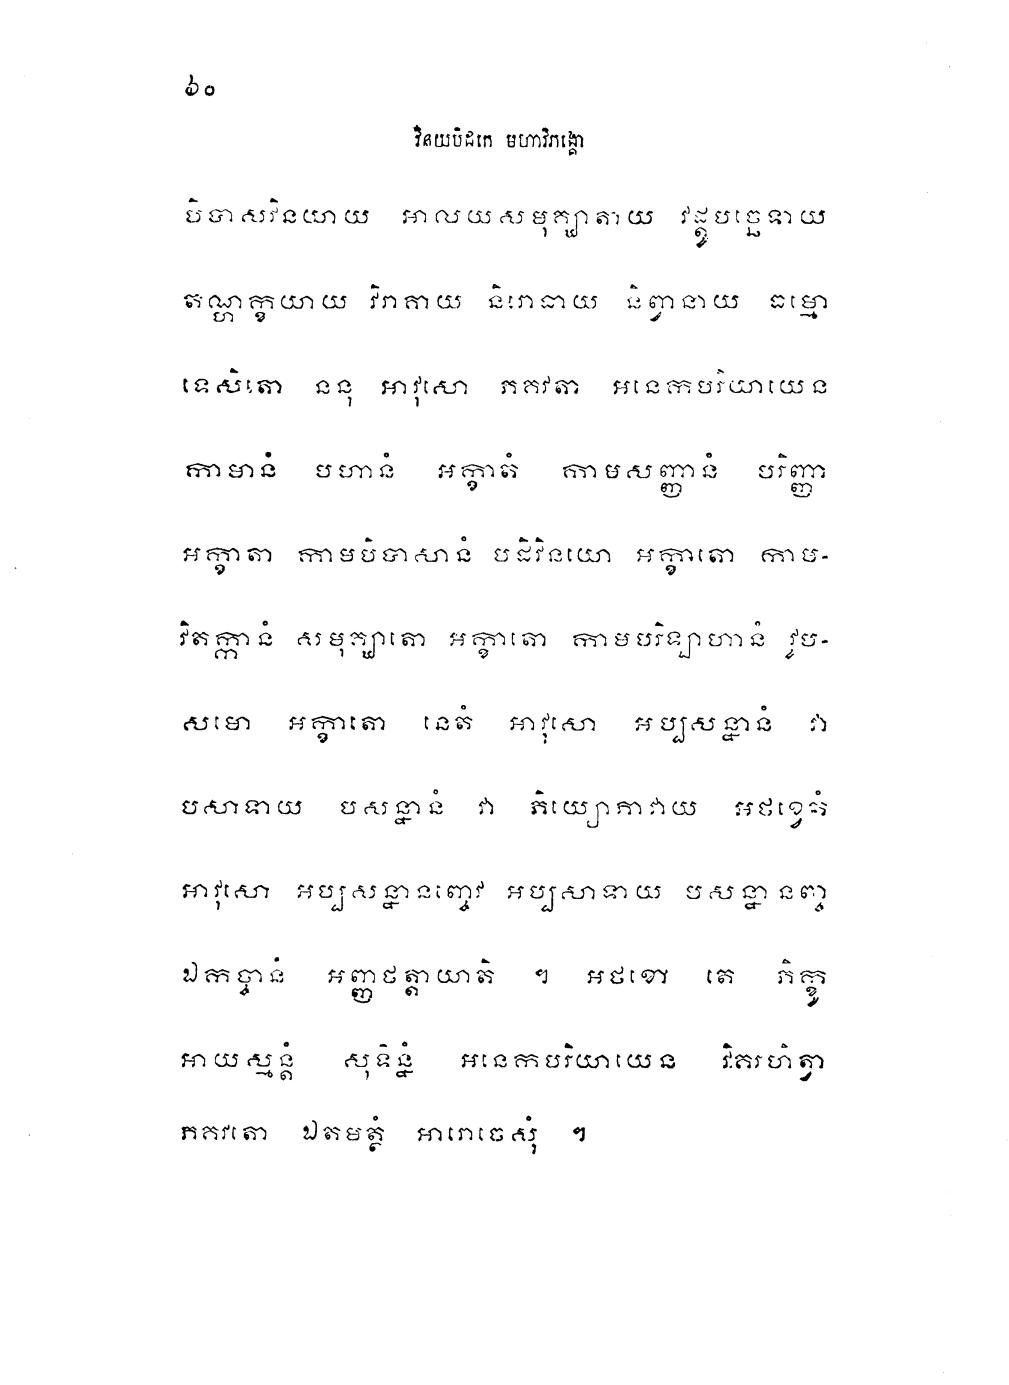 ៦០
វិនយបិដកេ មហាវិភង្គោ
បិបាសវិនយាយ អាលយសមុគ្ឃាតាយ វដ្ដូបច្ឆេទាយ
តណ្ហក្ខយាយ វិរាគាយ និរោធាយ និព្វានាយ ធម្មោ
ទេសិតោ ននុ អាវុសោ ភគវតា អនេកបរិយាយេន
កាមានំ បហានំ អក្ខាតំ កាមសញ្ញានំ បរិញ្ញា
អក្ខាតា កាមបិបាសានំ បដិវិនយោ អក្ខាតោ កាម-
វិតក្កានំ សមុគ្ឃាតោ អក្ខាតោ កាមបរិឡាហានំ វូប-
សមោ អក្ខាតោ នេតំ អាវុសោ អប្បសន្នានំ វា
បសាទាយ បសន្នានំ វា ភិយ្យោភាវាយ អថខ្វេតំ
អាវុសោ អប្បសន្នានញ្ចេវ អប្បសាទាយ បសន្នានញ្ច
ឯកច្ចានំ អញ្ញថត្តាយាតិ ។ អថខោ តេ ភិក្ខូ
អាយស្មន្តំ សុទិន្នំ អនេកបរិយាយេន វិគរហិត្វា
ភគវតោ ឯតមត្ថំ អារោចេសុំ ។